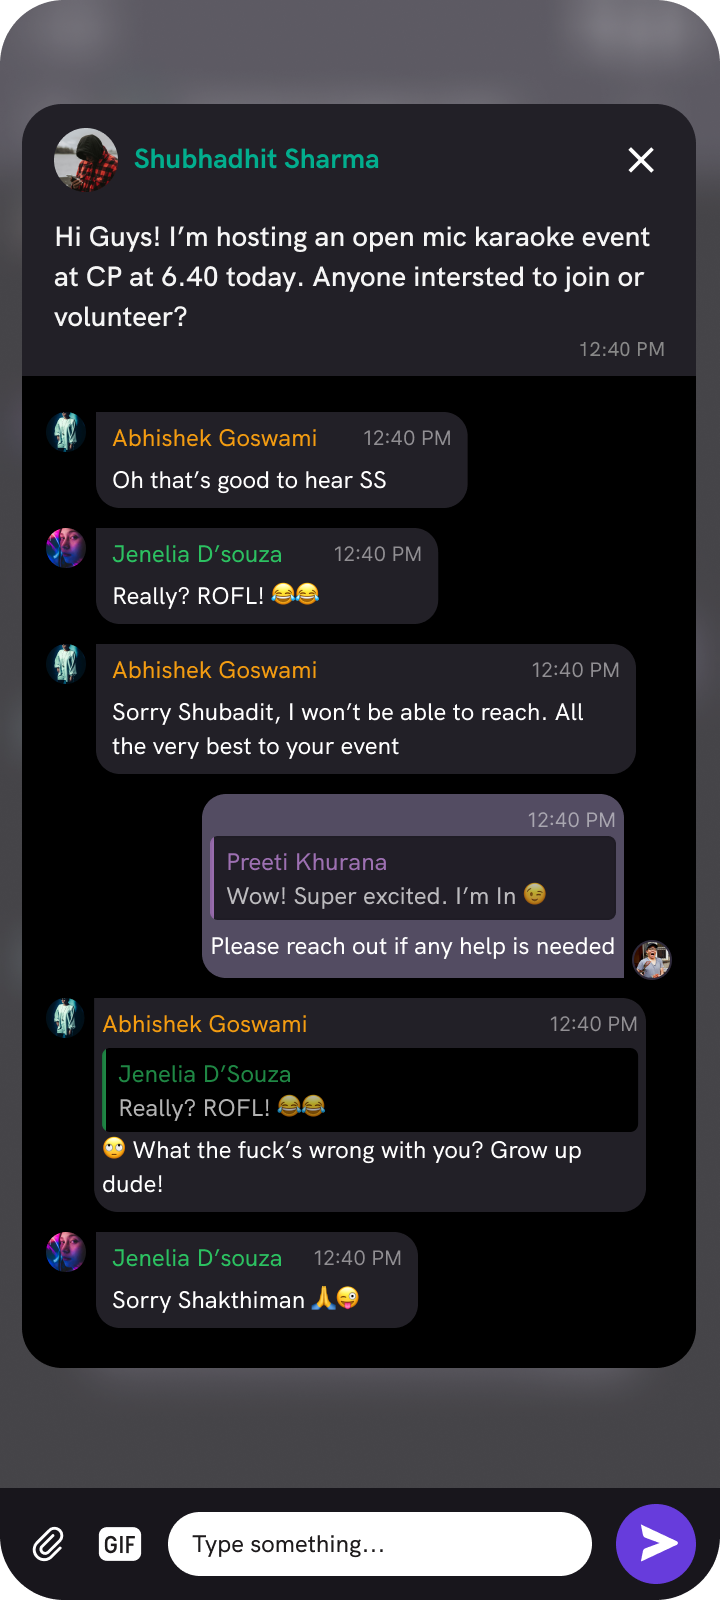 Shubhadhit Sharma
Hi Guys! I’m hosting an open mic karaoke event
at CP at 6.40 today. Anyone intersted to join or
volunteer?
12:40 PM
Abhishek Goswami 12:40 PM
Oh that’s good to hear SS
Jenelia D’souza 12:40 PM
Really? ROFL! 😂😂
Abhishek Goswami 12:40 PM
Sorry Shubadit, I won’t be able to reach. All
the very best to your event
12:40 PM
Preeti Khurana
Wow! Super excited. I’m In 😉
Please reach out if any help is needed
Abhishek Goswami 12:40 PM
Jenelia D’Souza
Really? ROFL! 😂😂
🙄 What the fuck’s wrong with you? Grow up
dude!
Jenelia D’souza 12:40 PM
Sorry Shakthiman 🙏😜
GIF Type something...